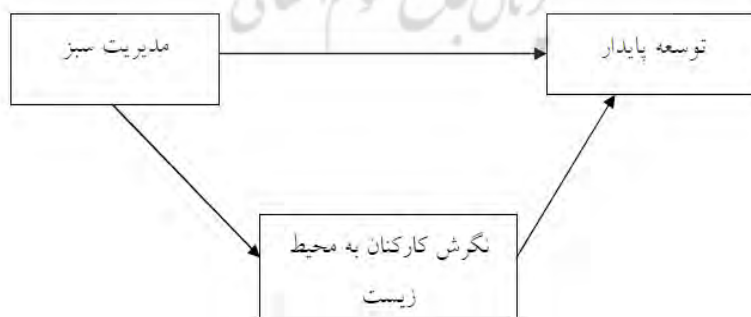 توسعه پایدار
مدیریت سبز
نگرش کارکنان به محیط
زیست